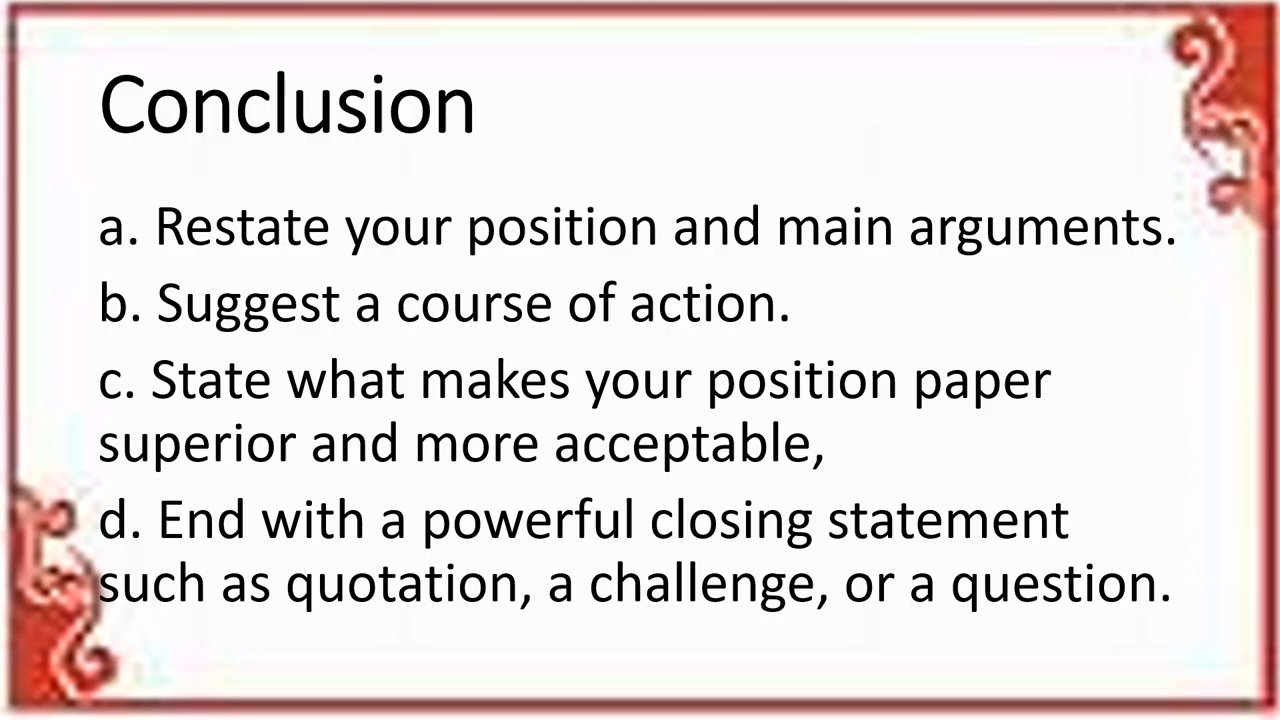 Conclusion
a. Restate your position and main arguments.
b. Suggest a course of action.
c. State what makes your position paper
superior and more acceptable,
d. End with a powerful closing statement
such as quotation, a challenge, or a question.